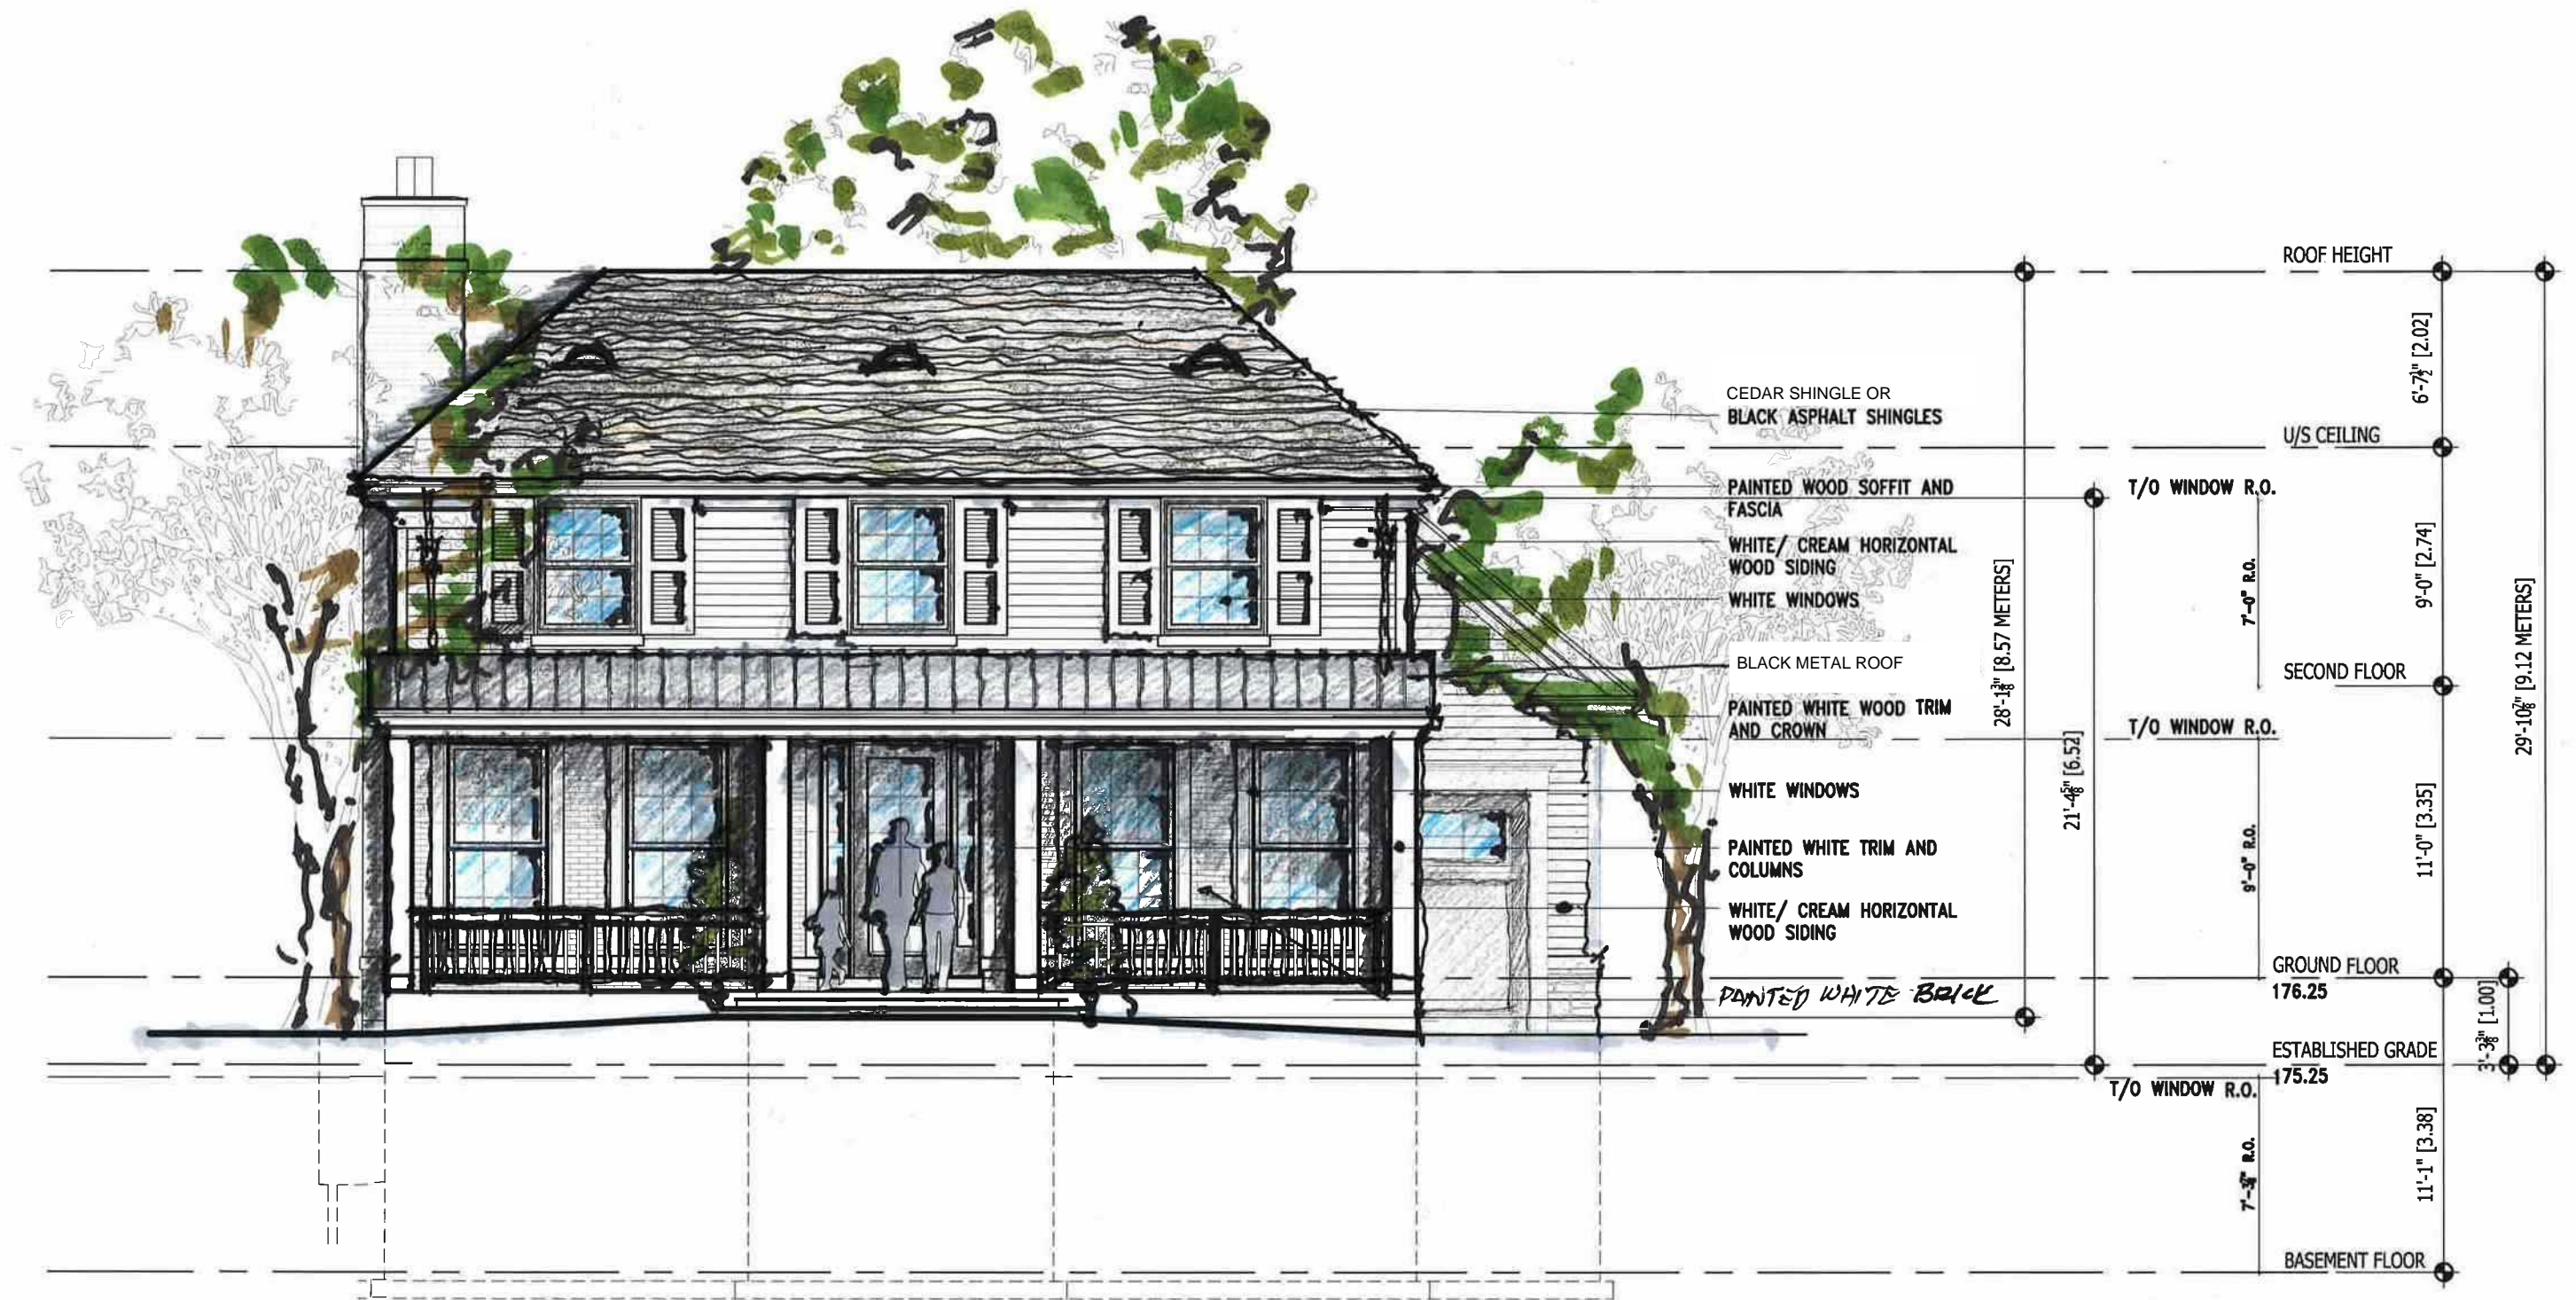 ROOF HEIGHT
6'-7½" [2.02]
CEDAR SHINGLE OR
BLACK ASPHALT SHINGLES
U/S CEILING
PAINTED WOOD SOFFIT AND
FASCIA
T/O WINDOW R.O.
WHITE/ CREAM HORIZONTAL
WOOD SIDING
WHITE WINDOWS
28'-1⅜" [8.57 METERS]
7'-0" R.O.
9'-0" [2.74]
29'-10⅞" [9.12 METERS]
BLACK METAL ROOF
SECOND FLOOR
PAINTED WHITE WOOD TRIM
AND CROWN
T/O WINDOW R.O.
21'-4⅝" [6.52]
WHITE WINDOWS
PAINTED WHITE TRIM AND
COLUMNS
9'-0" R.O.
11'-0" [3.35]
WHITE/ CREAM HORIZONTAL
WOOD SIDING
GROUND FLOOR
176.25
PAINTED WHITE BRICK
3'-3⅜" [1.00]
ESTABLISHED GRADE
175.25
T/O WINDOW R.O.
R.O.
11'-1" [3.38]
BASEMENT FLOOR